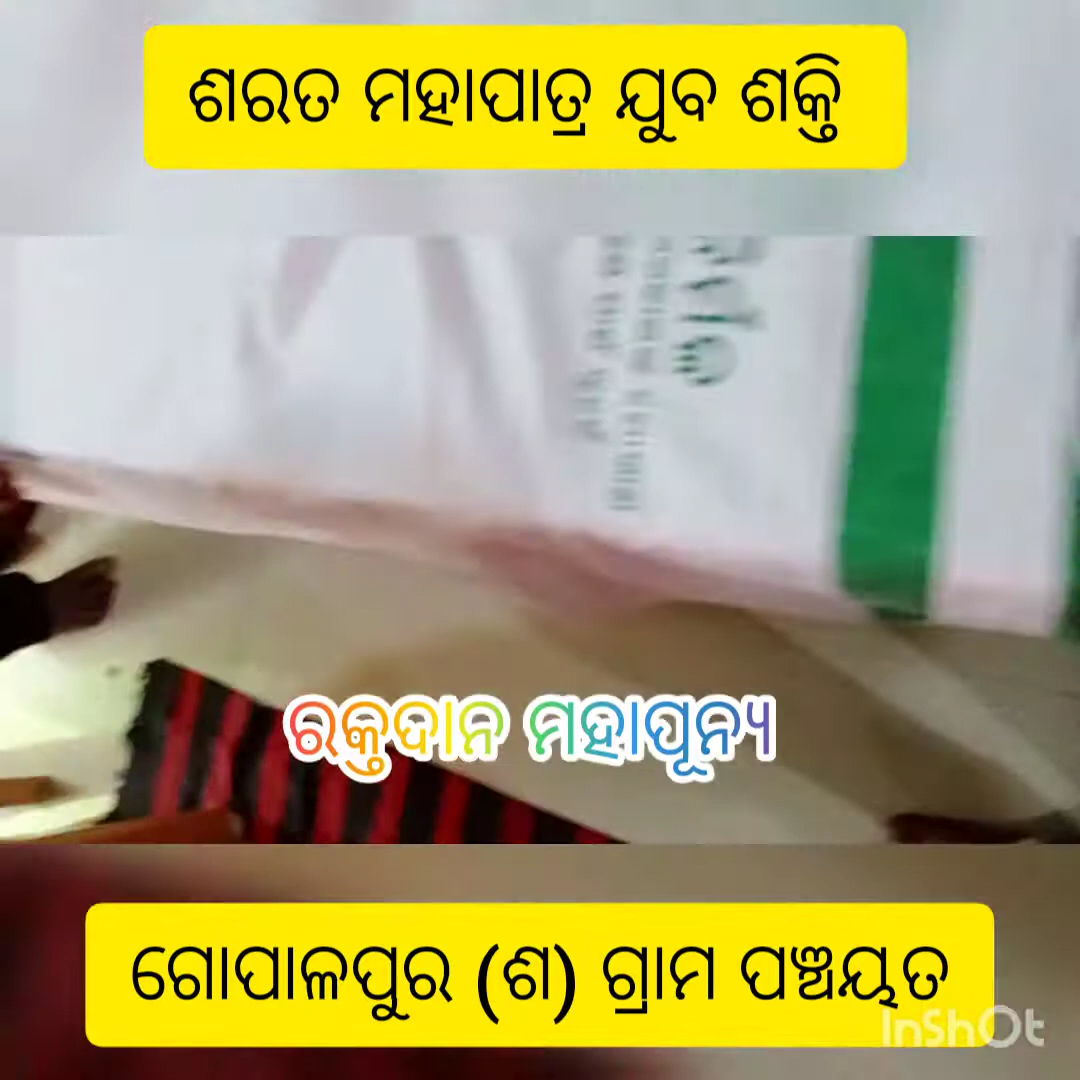 ଶରତ ମହାପାତ୍ର ଯୁବ ଶକ୍ତି
ରକ୍ତଦାନ ମହାପୂନ୍ୟ
ଗୋପାଳପୁର (ଶ) ଗ୍ରାମ ପଞ୍ଚାୟତ
InShOt